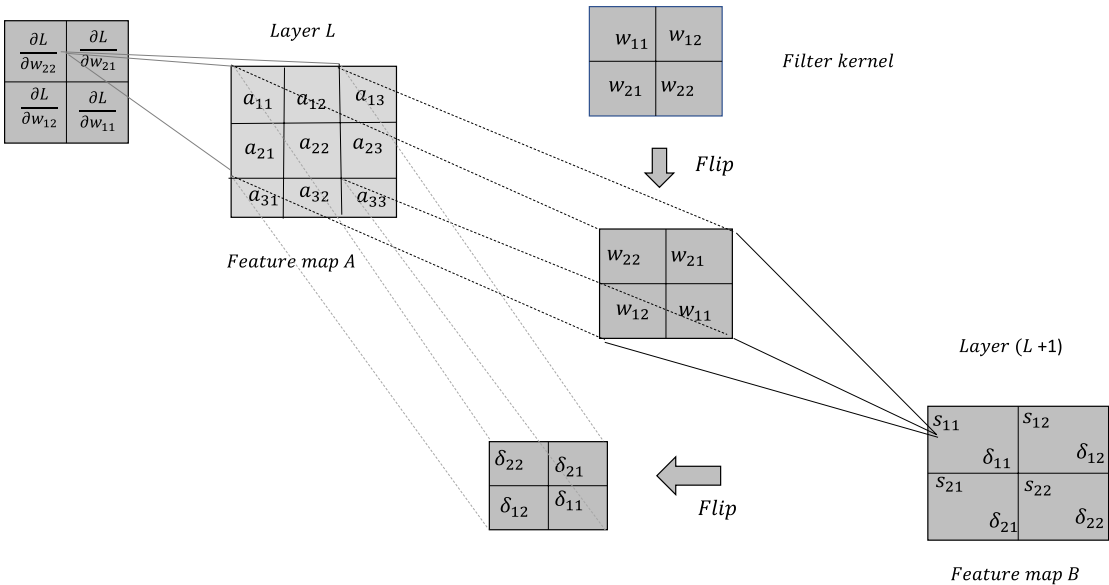 ∂L/∂w₂₂ ∂L/∂w₂₁
∂L/∂w₁₂ ∂L/∂w₁₁
Layer L
a₁₁ a₁₂ a₁₃
a₂₁ a₂₂ a₂₃
a₃₁ a₃₂ a₃₃
Feature map A
w₁₁ w₁₂
w₂₁ w₂₂
Filter kernel
Flip
w₂₂ w₂₁
w₁₂ w₁₁
Layer (L +1)
s₁₁ s₁₂
δ₁₁ δ₁₂
s₂₁ s₂₂
δ₂₁ δ₂₂
Feature map B
δ₂₂ δ₂₁
δ₁₂ δ₁₁
Flip